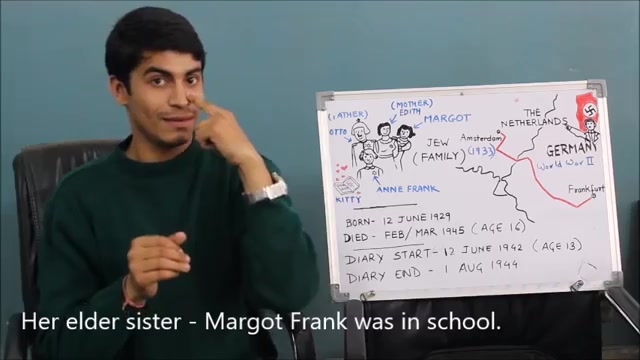 (FATHER)
OTTO
(MOTHER)
EDITH
MARGOT
JEW
(FAMILY)
ANNE FRANK
KITTY
THE
NETHERLANDS
Amsterdam
(1933)
GERMANY
World War II
Frankfurt
BORN- 12 JUNE 1929
DIED - FEB/MAR 1945 (AGE 16)
DIARY START- 12 JUNE 1942 (AGE 13)
DIARY END - 1 AUG 1944
Her elder sister - Margot Frank was in school.